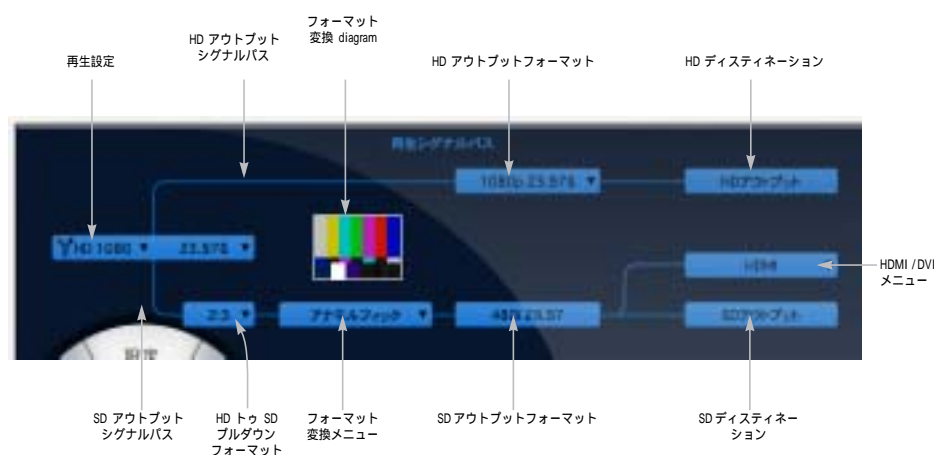 フォーマット
変換 diagram
HD アウトプット
シグナルパス
再生設定
HD アウトプットフォーマット
HD ディスティネーション
再生シグナルパス
1080p 23.976
HDアウトプット
HD 1080
23.976
HDMI
HDMI / DVI
メニュー
2:3
アナモルフィック
SDアウトプット
設定
SD アウトプット
シグナルパス
HD トゥ SD
プルダウン
フォーマット
フォーマット
変換メニュー
SDアウトプットフォーマット
SDディスティネー
ション